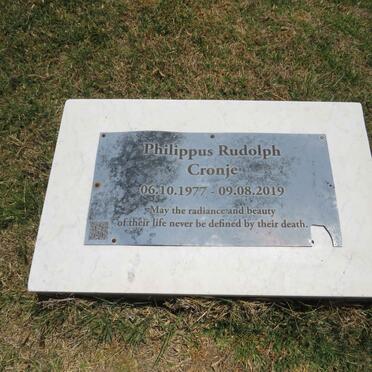 Philippus Rudolph
Cronje
06.10.1977 - 09.08.2019
May the radiance and beauty
of their life never be defined by their death.